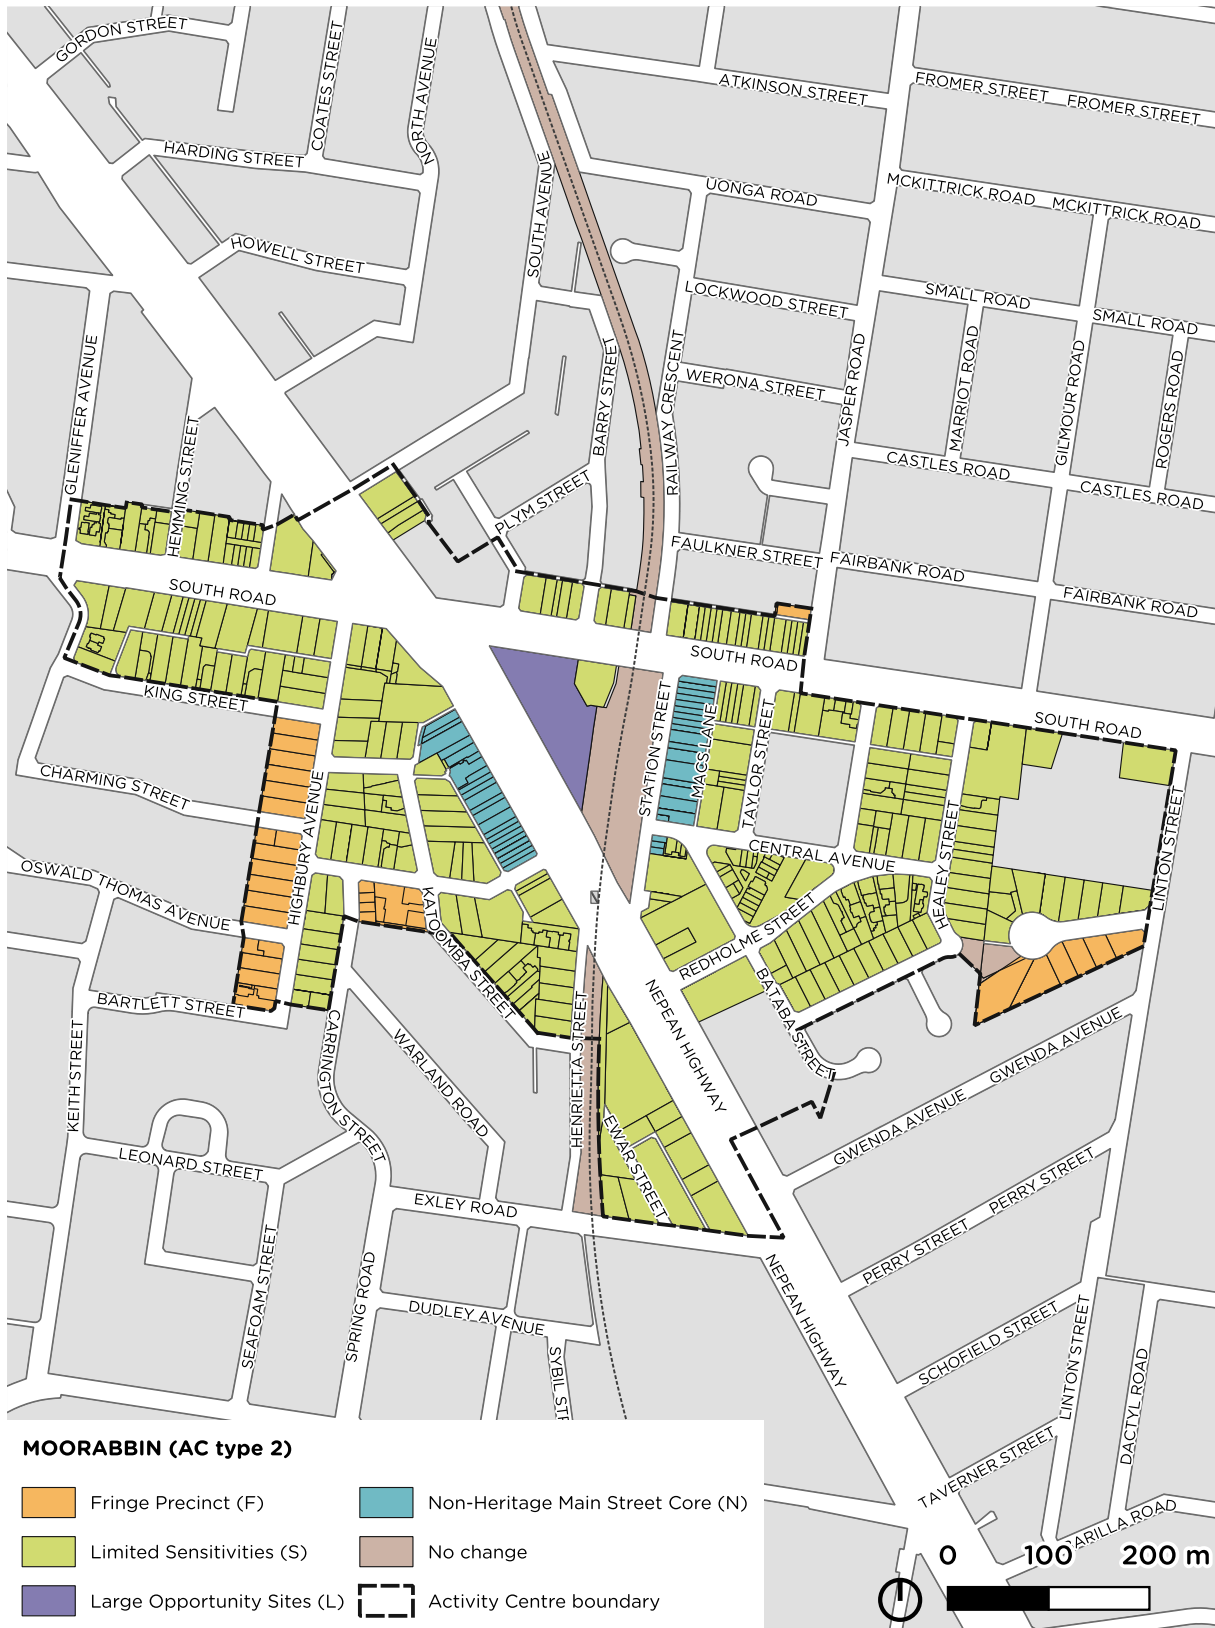 GORDON STREET
COATES STREET
NORTH AVENUE
ATKINSON STREET
FROMER STREET
FROMER STREET
HARDING STREET
SOUTH AVENUE
UONGA ROAD
MCKITTRICK ROAD
MCKITTRICK ROAD
HOWELL STREET
LOCKWOOD STREET
SMALL ROAD
SMALL ROAD
GLENIFFER AVENUE
HEMMING STREET
BARRY STREET
RAILWAY CRESCENT
WERONA STREET
JASPER ROAD
MARRIOT ROAD
GILMOUR ROAD
ROGERS ROAD
CASTLES ROAD
CASTLES ROAD
PLYM STREET
FAULKNER STREET
FAIRBANK ROAD
FAIRBANK ROAD
SOUTH ROAD
SOUTH ROAD
SOUTH ROAD
KING STREET
STATION STREET
MACS LANE
TAYLOR STREET
CHARMING STREET
HIGHBURY AVENUE
CENTRAL AVENUE
HEALEY STREET
LINTON STREET
OSWALD THOMAS AVENUE
KATOOMBA STREET
REDHOLME STREET
BATABA STREET
BARTLETT STREET
CARRINGTON STREET
WARLAND ROAD
HENRIETTA STREET
NEPEAN HIGHWAY
GWENDA AVENUE
GWENDA AVENUE
KEITH STREET
EWAR STREET
LEONARD STREET
EXLEY ROAD
PERRY STREET
PERRY STREET
SEAFOAM STREET
SPRING ROAD
DUDLEY AVENUE
SYBIL STR
NEPEAN HIGHWAY
SCHOFIELD STREET
LINTON STREET
DACTYL ROAD
TAVERNER STREET
BARILLA ROAD
MOORABBIN (AC type 2)
Fringe Precinct (F)
Limited Sensitivities (S)
Large Opportunity Sites (L)
Non-Heritage Main Street Core (N)
No change
Activity Centre boundary
0 100 200 m